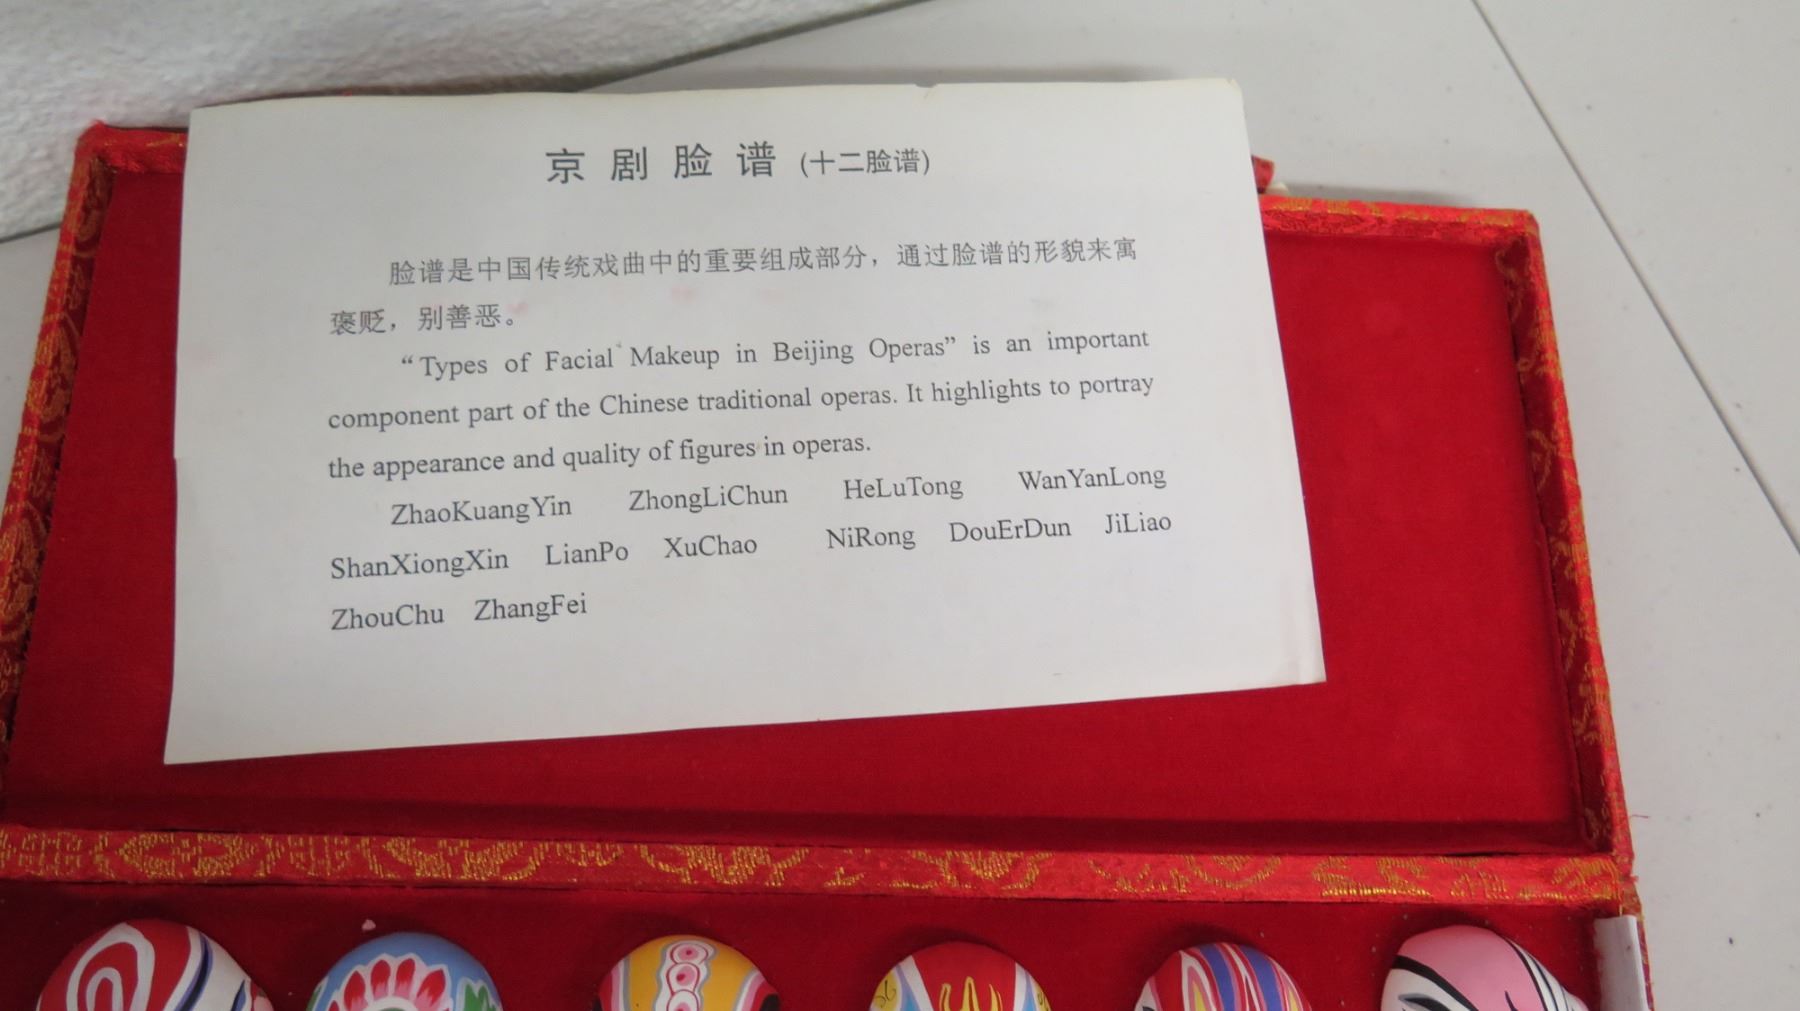 京剧脸谱 (十二脸谱)
脸谱是中国传统戏曲中的重要组成部分，通过脸谱的形貌来寓
褒贬，别善恶。
“Types of Facial Makeup in Beijing Operas” is an important
component part of the Chinese traditional operas. It highlights to portray
the appearance and quality of figures in operas.
ZhaoKuangYin ZhongLiChun HeLuTong WanYanLong
ShanXiongXin LianPo XuChao NiRong DouErDun JiLiao
ZhouChu ZhangFei